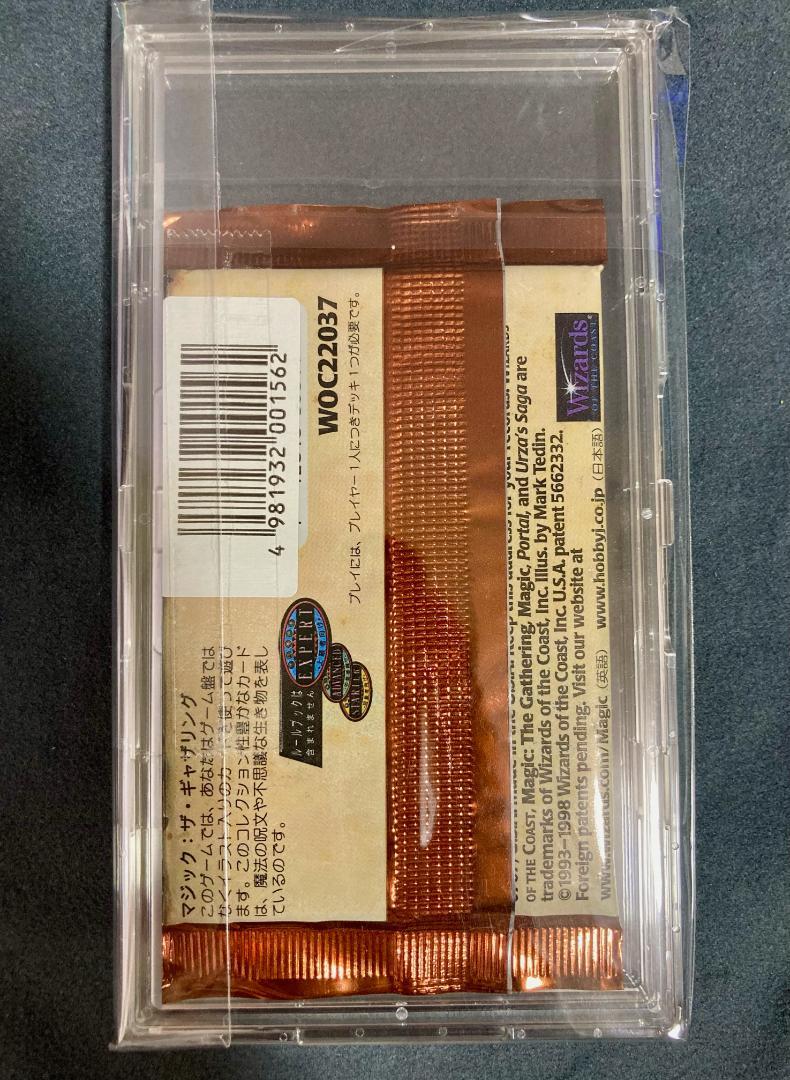 マジック：ザ・ギャザリング
このゲームでは、あなたはゲーム盤では
ます。このコレクション性豊かなカード
は、魔法の呪文や不思議な生き物を表し
ているのです。
ルールブックは
含まれません
EXPERT
ADVANCED
STARTER
4 981932 001562
WOC22037
プレイには、プレイヤー1人につきデッキ1つが必要です。
OF THE COAST, Magic: The Gathering, Magic, Portal, and Urza's Saga are
trademarks of Wizards of the Coast, Inc. Illus. by Mark Tedin.
©1993–1998 Wizards of the Coast, Inc. U.S.A. patent 5662332.
Foreign patents pending. Visit our website at
www.wizards.com/Magic（英語） www.hobbyj.co.jp（日本語）
Wizards
OF THE COAST